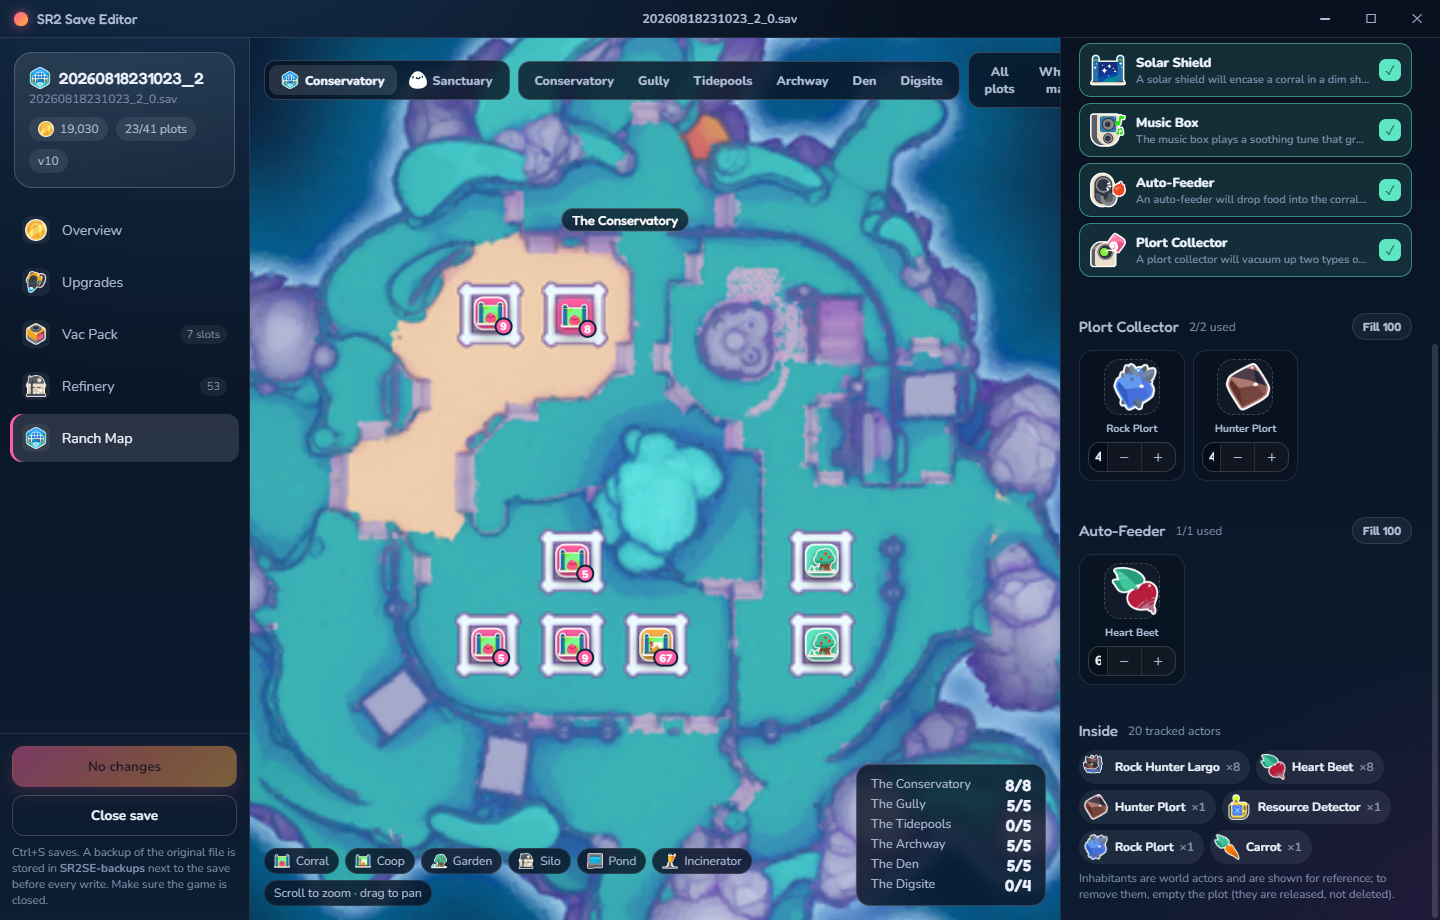 SR2 Save Editor
20260818231023_2_0.sav
20260818231023_2
20260818231023_2_0.sav
19,030
23/41 plots
v10
Overview
Upgrades
Vac Pack
7 slots
Refinery
53
Ranch Map
No changes
Close save
Ctrl+S saves. A backup of the original file is
stored in SR2SE-backups next to the save
before every write. Make sure the game is
closed.
Conservatory
Sanctuary
Conservatory
Gully
Tidepools
Archway
Den
Digsite
All
plots
The Conservatory
9
8
5
5
9
67
The Conservatory 8/8
The Gully 5/5
The Tidepools 0/5
The Archway 5/5
The Den 5/5
The Digsite 0/4
Corral
Coop
Garden
Silo
Pond
Incinerator
Scroll to zoom · drag to pan
Solar Shield
A solar shield will encase a corral in a dim sh...
Music Box
The music box plays a soothing tune that gr...
Auto-Feeder
An auto-feeder will drop food into the corral...
Plort Collector
A plort collector will vacuum up two types o...
Plort Collector 2/2 used
Fill 100
Rock Plort
4 − +
Hunter Plort
4 − +
Auto-Feeder 1/1 used
Fill 100
Heart Beet
6 − +
Inside 20 tracked actors
Rock Hunter Largo ×8
Heart Beet ×8
Hunter Plort ×1
Resource Detector ×1
Rock Plort ×1
Carrot ×1
Inhabitants are world actors and are shown for reference; to
remove them, empty the plot (they are released, not deleted).